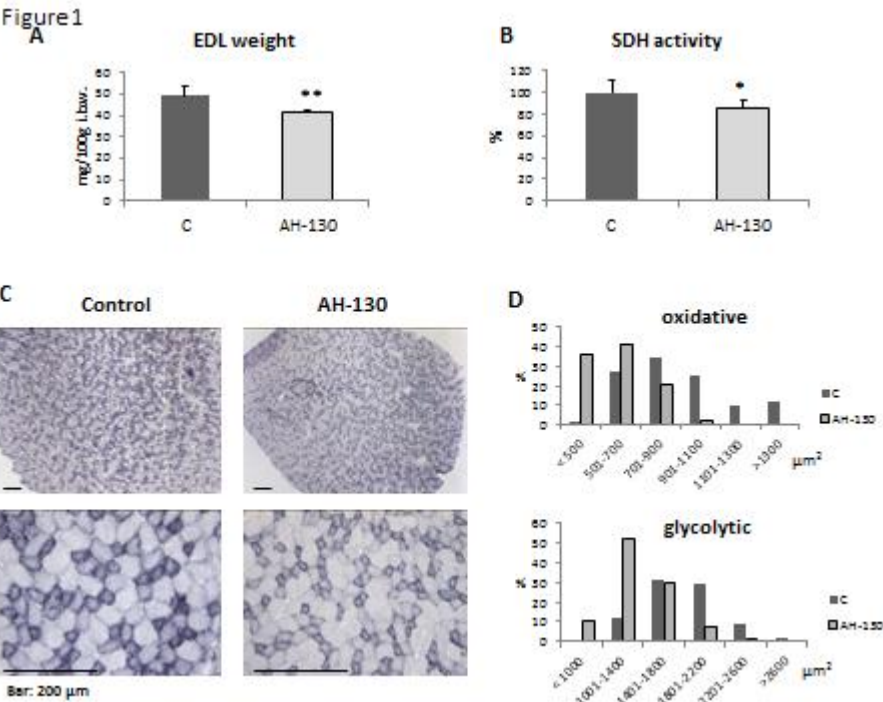 Figure1
A
EDL weight
mg/100g i.b.w.
60
50
40
30
20
10
0
**
C
AH-130
B
SDH activity
%
120
100
80
60
40
20
0
*
C
AH-130
C
Control
AH-130
Bar: 200 µm
D
oxidative
%
50
40
30
20
10
0
<500
501-700
701-900
901-1100
1101-1300
>1300
µm²
C
AH-130
glycolytic
%
60
50
40
30
20
10
0
<1000
1001-1400
1401-1800
1801-2200
2201-2600
>2600
µm²
C
AH-130